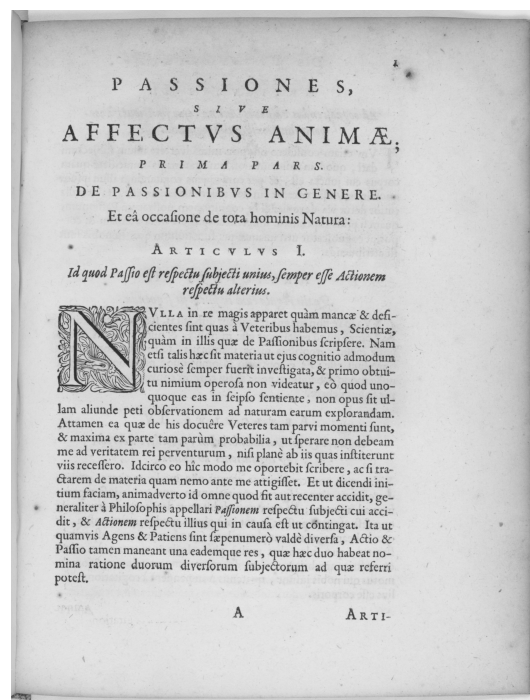 1
PASSIONES,
SIVE
AFFECTVS ANIMÆ;
PRIMA PARS.
DE PASSIONIBVS IN GENERE.
Et eâ occaſione de tota hominis Natura:
ARTICVLVS I.
Id quod Paſſio eſt reſpectu ſubjecti unius, ſemper eſſe Actionem
reſpectu alterius.
NVLLA in re magis apparet quàm mancæ & defi-
cientes ſint quas à Veteribus habemus, Scientiæ,
quàm in illis quæ de Paſſionibus ſcripſere. Nam
etſi talis hæc ſit materia ut ejus cognitio admodum
curiosè ſemper fuerit inveſtigata, & primo obtui-
tu nimium operoſa non videatur, eò quod uno-
quoque eas in ſeipſo ſentiente, non opus ſit ul-
lam aliunde peti obſervationem ad naturam earum explorandam.
Attamen ea quæ de his docuêre Veteres tam parvi momenti ſunt,
& maxima ex parte tam parùm probabilia, ut ſperare non debeam
me ad veritatem rei perventurum, niſi planè ab iis quas inſtiterunt
viis receſſero. Idcirco eo hîc modo me oportebit ſcribere, ac ſi tra-
ctarem de materia quam nemo ante me attigiſſet. Et ut dicendi ini-
tium faciam, animadverto id omne quod fit aut recenter accidit, ge-
neraliter à Philoſophis appellari Paſſionem reſpectu ſubjecti cui acci-
dit, & Actionem reſpectu illius qui in cauſa eſt ut contingat. Ita ut
quamvis Agens & Patiens ſint ſæpenumerò valdè diverſa, Actio &
Paſſio tamen maneant una eademque res, quæ hæc duo habeat no-
mina ratione duorum diverſorum ſubjectorum ad quæ referri
poteſt.
A ARTI-